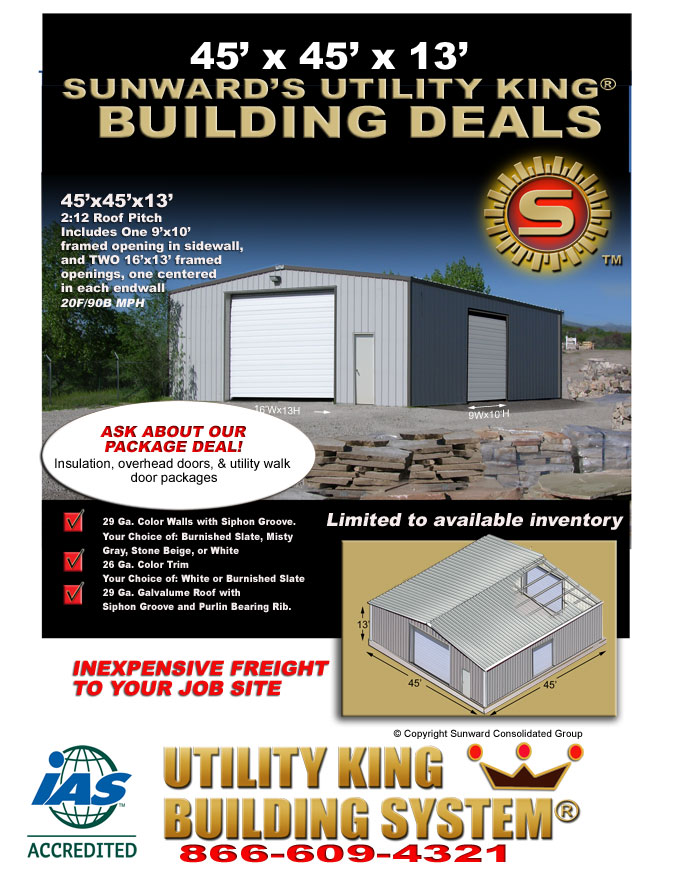 45’ x 45’ x 13’
SUNWARD’S UTILITY KING®
BUILDING DEALS
45’x45’x13’
2:12 Roof Pitch
Includes One 9’x10’
framed opening in sidewall,
and TWO 16’x13’ framed
openings, one centered
in each endwall
20F/90B MPH
S
TM
16'Wx13H
9Wx10'H
ASK ABOUT OUR
PACKAGE DEAL!
Insulation, overhead doors, & utility walk
door packages
29 Ga. Color Walls with Siphon Groove.
Your Choice of: Burnished Slate, Misty
Gray, Stone Beige, or White
26 Ga. Color Trim
Your Choice of: White or Burnished Slate
29 Ga. Galvalume Roof with
Siphon Groove and Purlin Bearing Rib.
Limited to available inventory
13'
45'
45'
INEXPENSIVE FREIGHT
TO YOUR JOB SITE
© Copyright Sunward Consolidated Group
iAS
TM
ACCREDITED
UTILITY KING
BUILDING SYSTEM®
866-609-4321